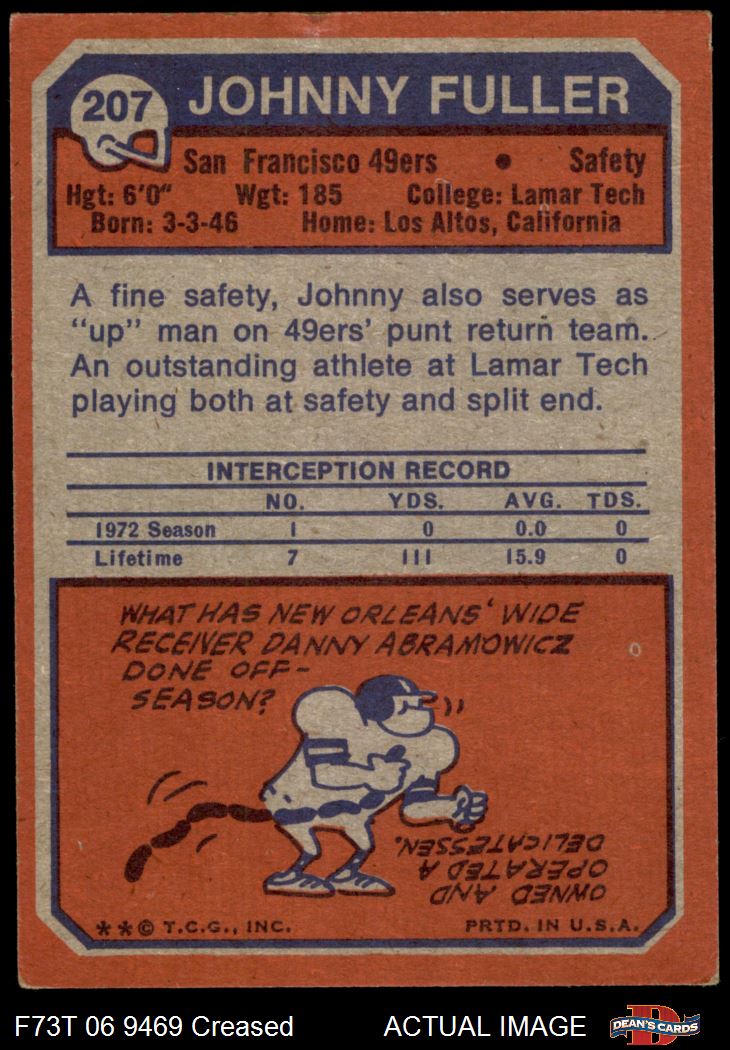 207 JOHNNY FULLER
San Francisco 49ers • Safety
Hgt: 6'0" Wgt: 185 College: Lamar Tech
Born: 3-3-46 Home: Los Altos, California
A fine safety, Johnny also serves as
"up" man on 49ers' punt return team.
An outstanding athlete at Lamar Tech
playing both at safety and split end.
INTERCEPTION RECORD
NO. YDS. AVG. TDS.
1972 Season 1 0 0.0 0
Lifetime 7 111 15.9 0
WHAT HAS NEW ORLEANS' WIDE
RECEIVER DANNY ABRAMOWICZ
DONE OFF-
SEASON?
OWNED AND
OPERATED A
DELICATESSEN.
**© T.C.G., INC. PRTD. IN U.S.A.
F73T 06 9469 Creased ACTUAL IMAGE DEAN'S CARDS